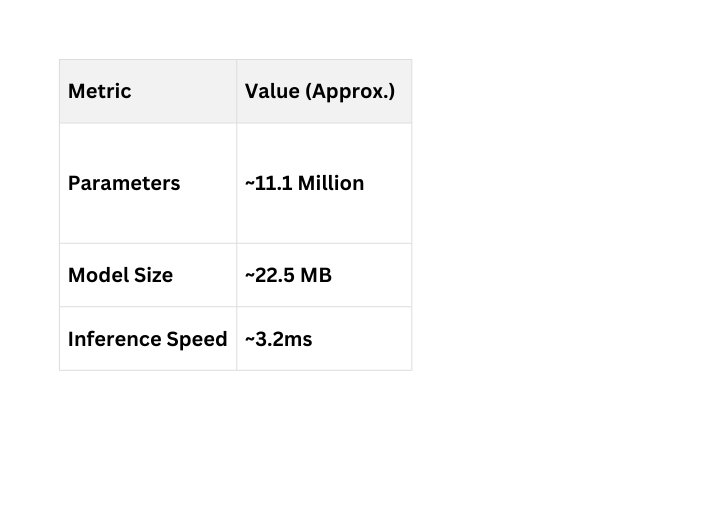 Metric Value (Approx.)
Parameters ~11.1 Million
Model Size ~22.5 MB
Inference Speed ~3.2ms